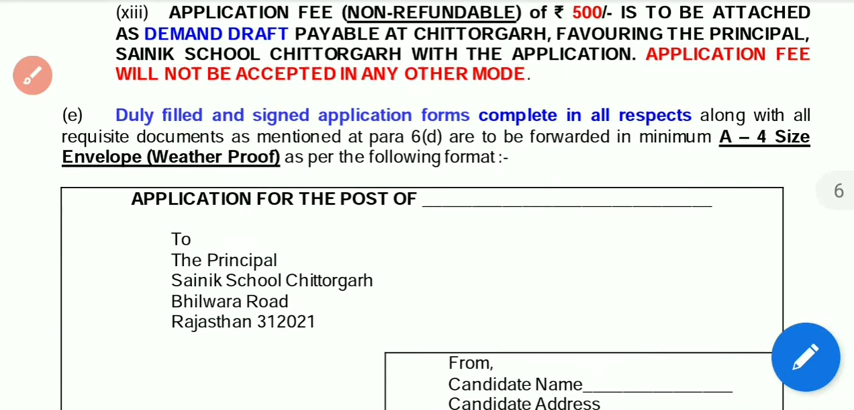 (xiii) APPLICATION FEE (NON-REFUNDABLE) of ₹ 500/- IS TO BE ATTACHED
AS DEMAND DRAFT PAYABLE AT CHITTORGARH, FAVOURING THE PRINCIPAL,
SAINIK SCHOOL CHITTORGARH WITH THE APPLICATION. APPLICATION FEE
WILL NOT BE ACCEPTED IN ANY OTHER MODE.
(e) Duly filled and signed application forms complete in all respects along with all
requisite documents as mentioned at para 6(d) are to be forwarded in minimum A – 4 Size
Envelope (Weather Proof) as per the following format :-
6
APPLICATION FOR THE POST OF ____________________________
To
The Principal
Sainik School Chittorgarh
Bhilwara Road
Rajasthan 312021
From,
Candidate Name_________________
Candidate Address